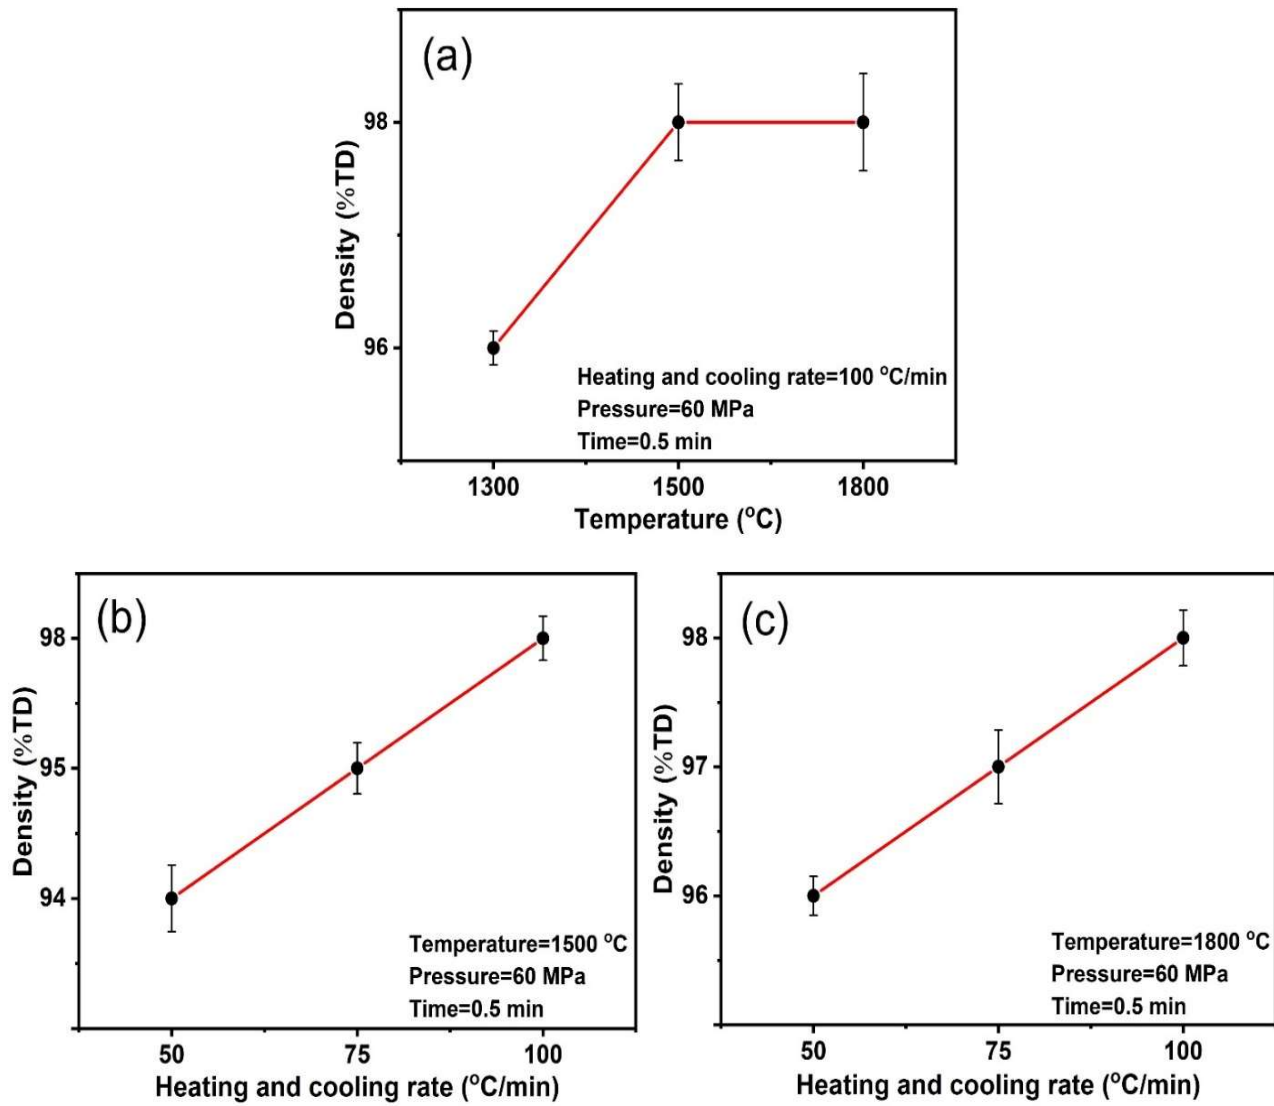 (a)
98
96
Density (%TD)
Heating and cooling rate=100 °C/min
Pressure=60 MPa
Time=0.5 min
1300 1500 1800
Temperature (°C)
(b)
98
95
94
Density (%TD)
Temperature=1500 °C
Pressure=60 MPa
Time=0.5 min
50 75 100
Heating and cooling rate (°C/min)
(c)
98
97
96
Density (%TD)
Temperature=1800 °C
Pressure=60 MPa
Time=0.5 min
50 75 100
Heating and cooling rate (°C/min)